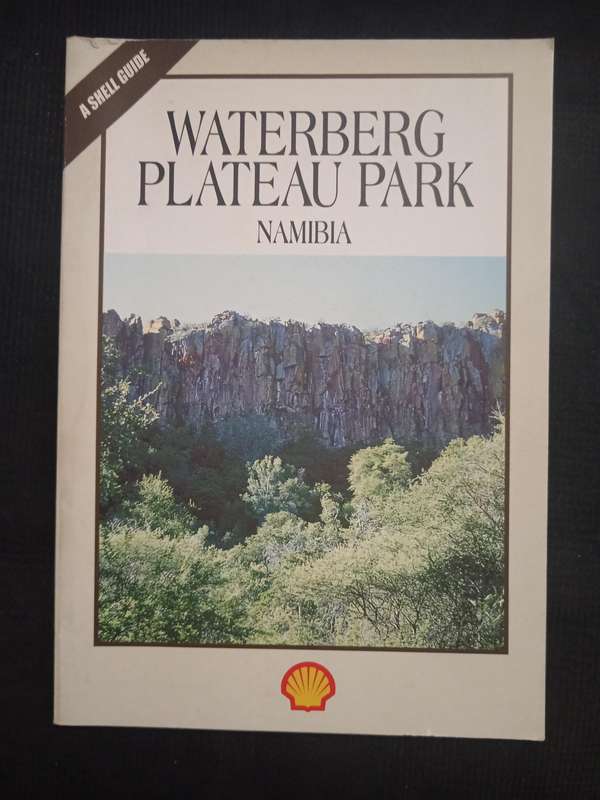 A SHELL GUIDE
WATERBERG
PLATEAU PARK
NAMIBIA